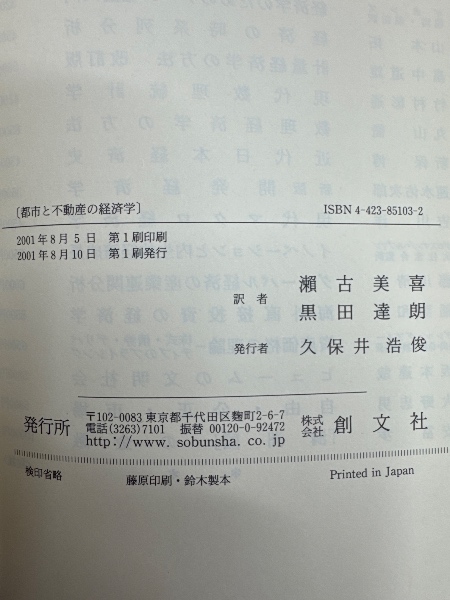 〔都市と不動産の経済学〕 ISBN 4-423-85103-2
2001年8月5日 第1刷印刷
2001年8月10日 第1刷発行
訳者 瀬古美喜
黒田達朗
発行者 久保井浩俊
発行所 〒102-0083 東京都千代田区麴町2-6-7
電話 (3263)7101 振替 00120-0-92472
http://www.sobunsha.co.jp
株式会社 創文社
検印省略 藤原印刷・鈴木製本 Printed in Japan